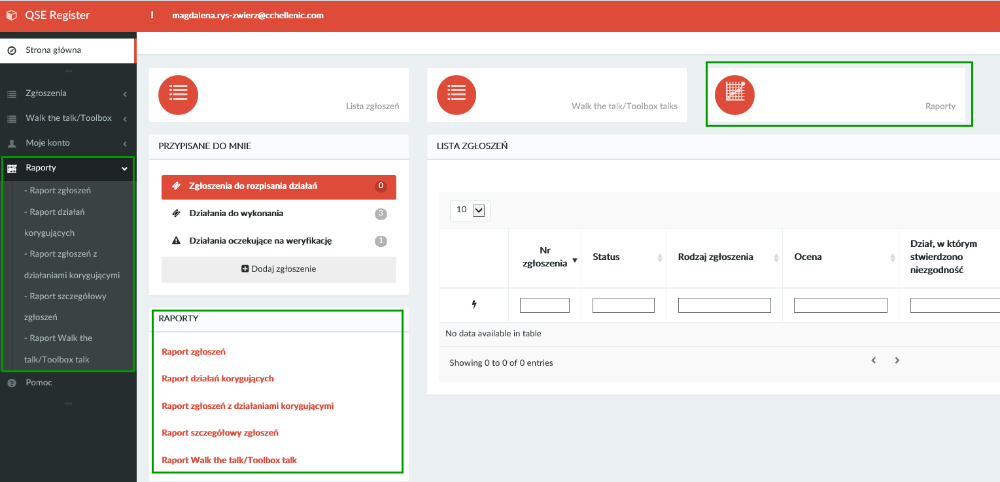 QSE Register
magdalena.rys-zwierz@cchellenic.com
Strona główna
Zgłoszenia
Walk the talk/Toolbox
Moje konto
Raporty
- Raport zgłoszeń
- Raport działań
korygujących
- Raport zgłoszeń z
działaniami korygującymi
- Raport szczegółowy
zgłoszeń
- Raport Walk the
talk/Toolbox talk
Pomoc
Lista zgłoszeń
Walk the talk/Toolbox talks
Raporty
PRZYPISANE DO MNIE
Zgłoszenia do rozpisania działań 0
Działania do wykonania 3
Działania oczekujące na weryfikację 1
Dodaj zgłoszenie
RAPORTY
Raport zgłoszeń
Raport działań korygujących
Raport zgłoszeń z działaniami korygującymi
Raport szczegółowy zgłoszeń
Raport Walk the talk/Toolbox talk
LISTA ZGŁOSZEŃ
10
Nr
zgłoszenia
Status
Rodzaj zgłoszenia
Ocena
Dział, w którym
stwierdzono
niezgodność
No data available in table
Showing 0 to 0 of 0 entries